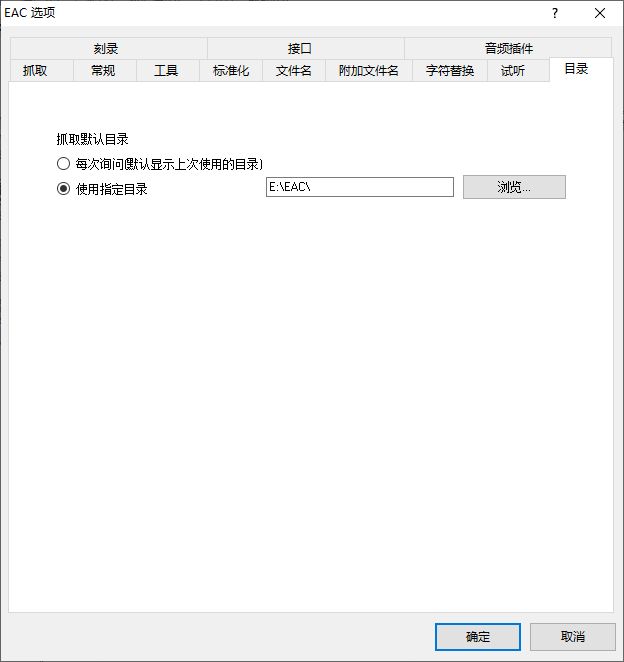 EAC 选项
?
刻录 接口 音频插件
抓取 常规 工具 标准化 文件名 附加文件名 字符替换 试听 目录
抓取默认目录
每次询问(默认显示上次使用的目录)
使用指定目录 E:\EAC\ 浏览...
确定 取消